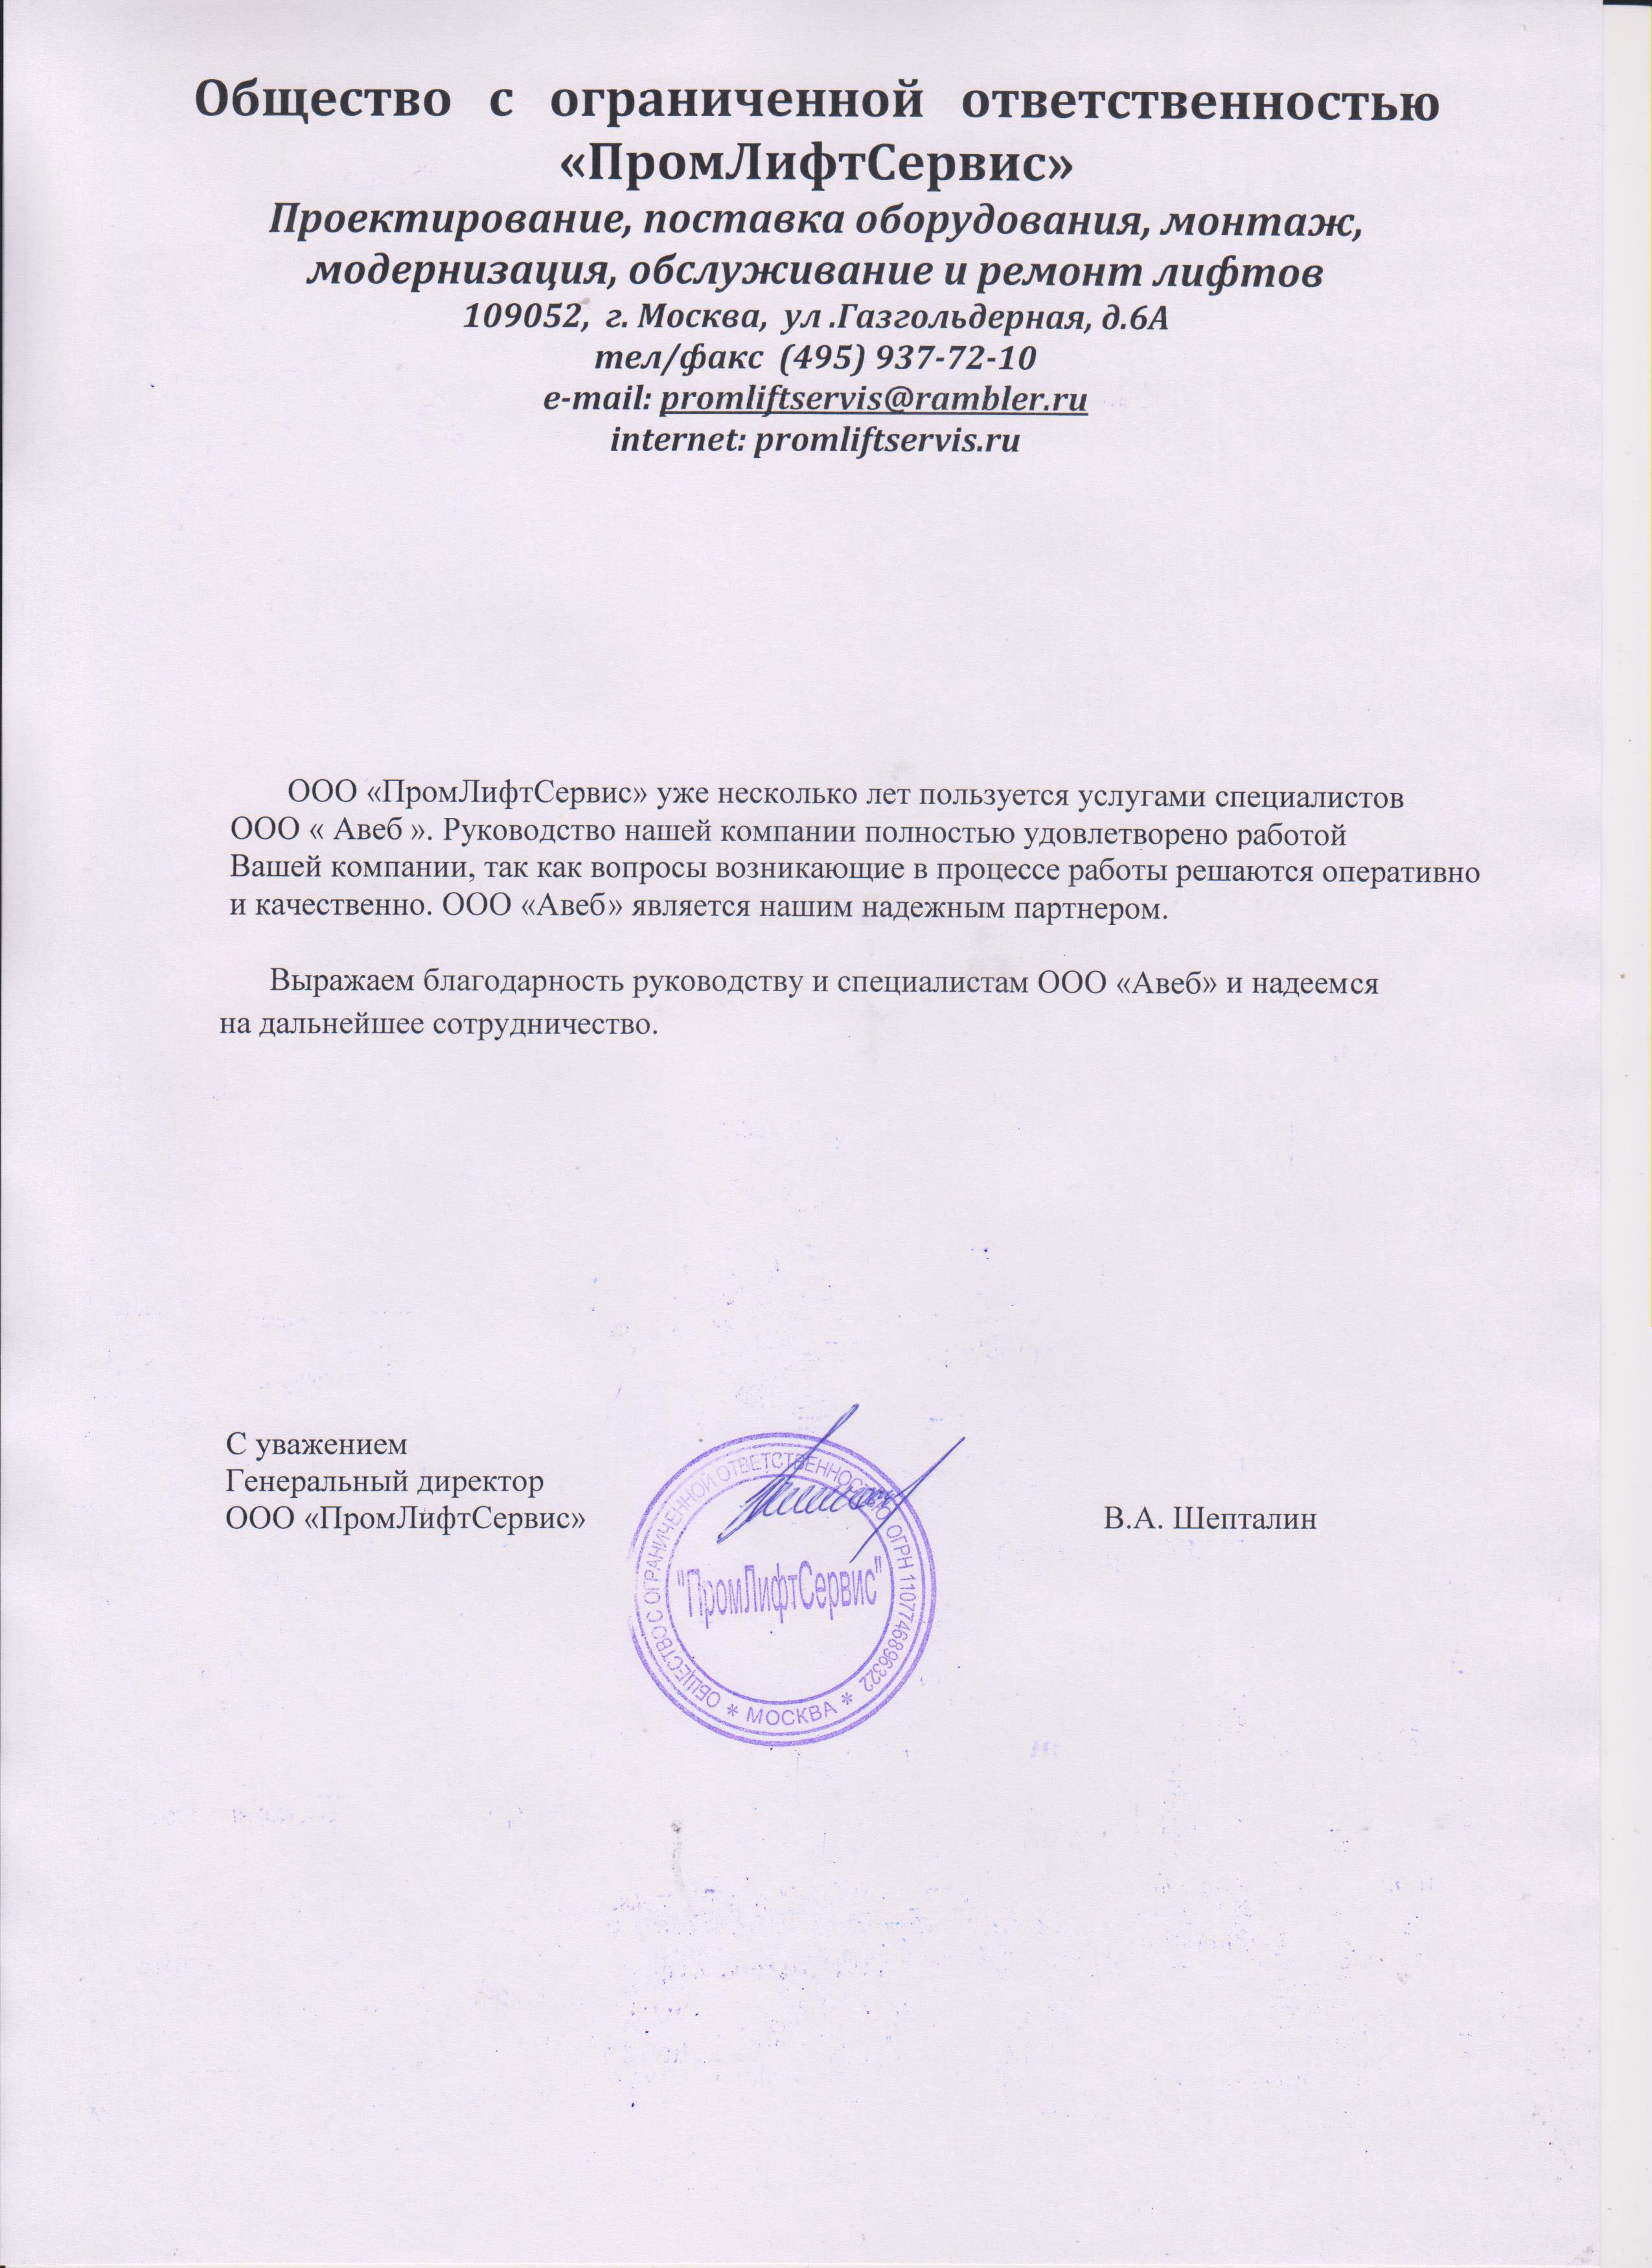 Общество с ограниченной ответственностью
«ПромЛифтСервис»
Проектирование, поставка оборудования, монтаж,
модернизация, обслуживание и ремонт лифтов
109052, г. Москва, ул .Газгольдерная, д.6А
тел/факс (495) 937-72-10
e-mail: promliftservis@rambler.ru
internet: promliftservis.ru
ООО «ПромЛифтСервис» уже несколько лет пользуется услугами специалистов
ООО « Авеб ». Руководство нашей компании полностью удовлетворено работой
Вашей компании, так как вопросы возникающие в процессе работы решаются оперативно
и качественно. ООО «Авеб» является нашим надежным партнером.
Выражаем благодарность руководству и специалистам ООО «Авеб» и надеемся
на дальнейшее сотрудничество.
С уважением
Генеральный директор
ООО «ПромЛифтСервис» В.А. Шепталин
ОБЩЕСТВО С ОГРАНИЧЕННОЙ ОТВЕТСТВЕННОСТЬЮ ОГРН 1107746896322
"ПромЛифтСервис"
* МОСКВА *